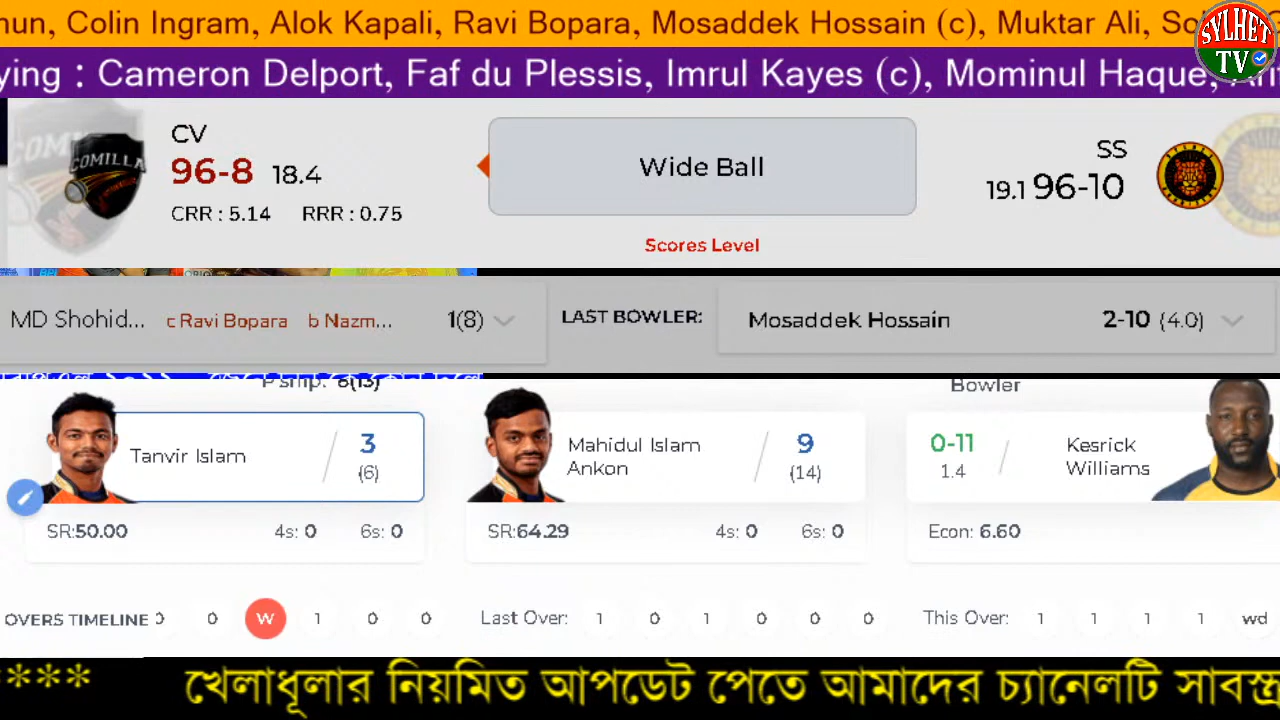 nun, Colin Ingram, Alok Kapali, Ravi Bopara, Mosaddek Hossain (c), Muktar Ali, So
SYLHET
TV
ying : Cameron Delport, Faf du Plessis, Imrul Kayes (c), Mominul Haque,
COMILLA
CV
96-8 18.4
CRR : 5.14 RRR : 0.75
Wide Ball
Scores Level
SS
19.1 96-10
MD Shohid... c Ravi Bopara b Nazm... 1(8)
LAST BOWLER: Mosaddek Hossain 2-10 (4.0)
P'ship: 6(13)
Bowler
Tanvir Islam 3 (6)
SR:50.00 4s: 0 6s: 0
Mahidul Islam Ankon 9 (14)
SR:64.29 4s: 0 6s: 0
0-11 1.4 Kesrick Williams
Econ: 6.60
OVERS TIMELINE 0 0 W 1 0 0 Last Over: 1 0 1 0 0 0 This Over: 1 1 1 1 wd
*** খেলাধূলার নিয়মিত আপডেট পেতে আমাদের চ্যানেলটি সাবস্ক্র